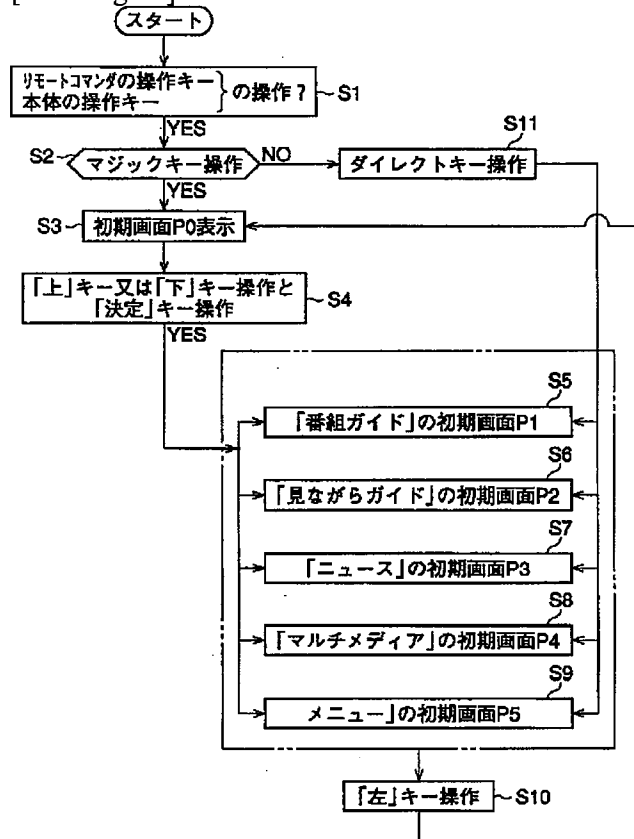 スタート
リモートコマンダの操作キー
本体の操作キー
の操作？
S1
YES
S2
マジックキー操作
NO
S11
ダイレクトキー操作
YES
S3
初期画面P0表示
「上」キー又は「下」キー操作と
「決定」キー操作
S4
YES
S5
「番組ガイド」の初期画面P1
S6
「見ながらガイド」の初期画面P2
S7
「ニュース」の初期画面P3
S8
「マルチメディア」の初期画面P4
S9
メニュー」の初期画面P5
「左」キー操作
S10